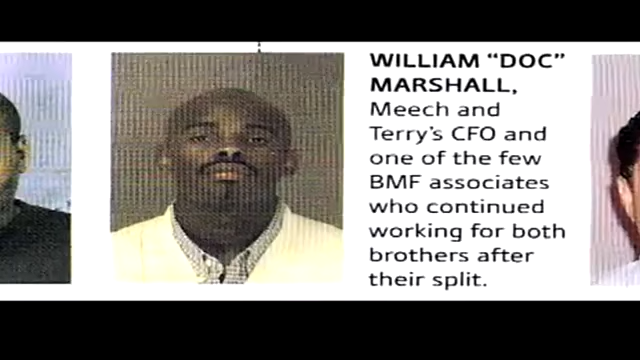 WILLIAM “DOC”
MARSHALL,
Meech and
Terry’s CFO and
one of the few
BMF associates
who continued
working for both
brothers after
their split.